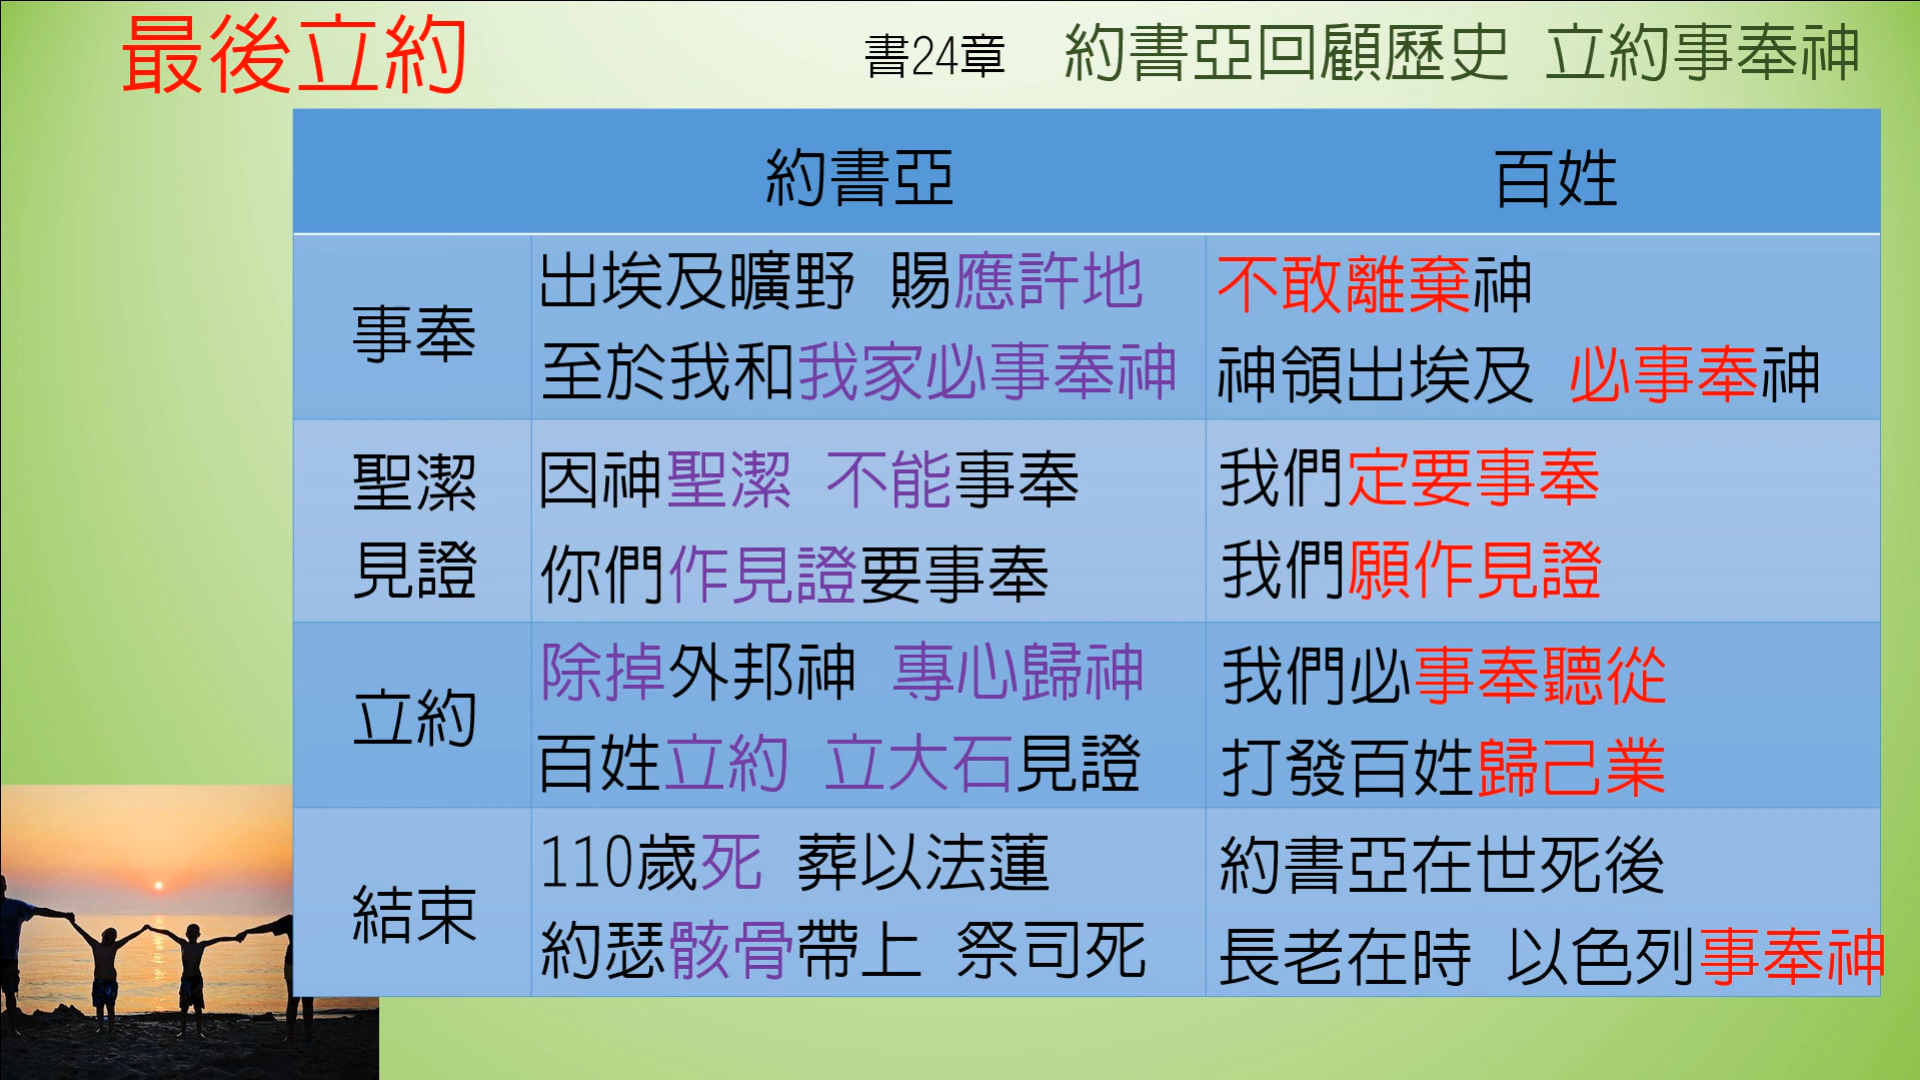 最後立約
書24章 約書亞回顧歷史 立約事奉神
約書亞 百姓
事奉
出埃及曠野 賜應許地
至於我和我家必事奉神
不敢離棄神
神領出埃及 必事奉神
聖潔
見證
因神聖潔 不能事奉
你們作見證要事奉
我們定要事奉
我們願作見證
立約
除掉外邦神 專心歸神
百姓立約 立大石見證
我們必事奉聽從
打發百姓歸己業
結束
110歲死 葬以法蓮
約瑟骸骨帶上 祭司死
約書亞在世死後
長老在時 以色列事奉神